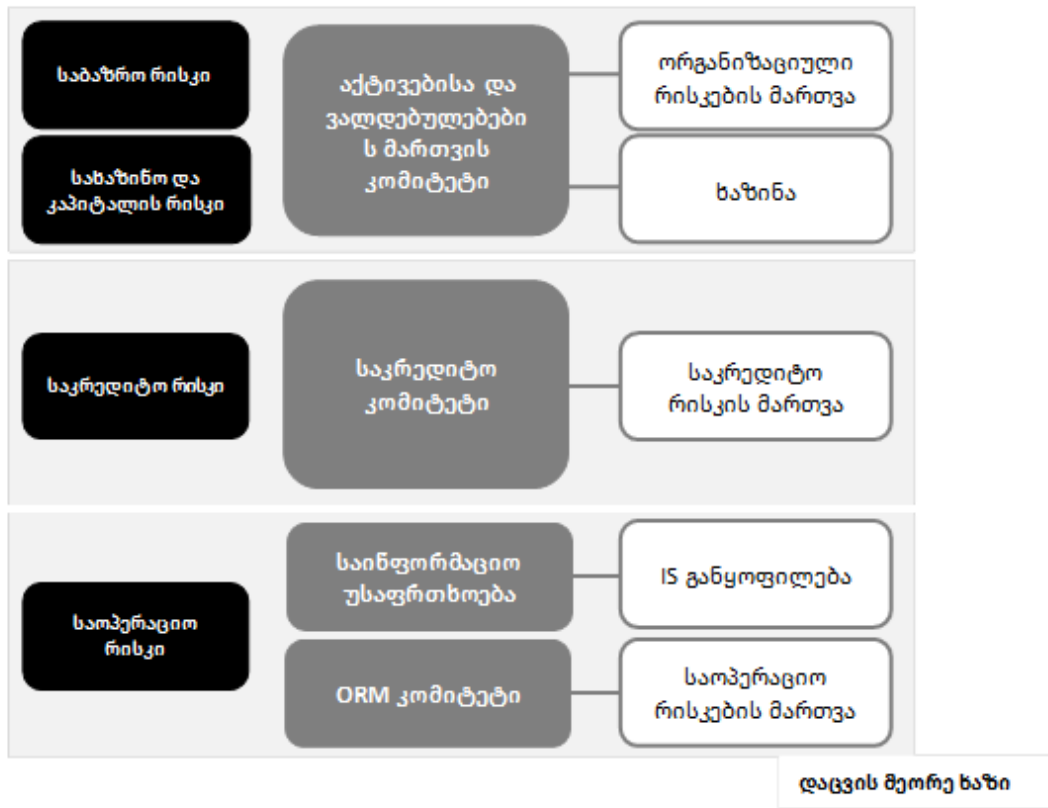 საბაზრო რისკი
სახაზინო და
კაპიტალის რისკი
აქტივებისა და
ვალდებულებები
ს მართვის
კომიტეტი
ორგანიზაციული
რისკების მართვა
ხაზინა
საკრედიტო რისკი
საკრედიტო
კომიტეტი
საკრედიტო
რისკის მართვა
საოპერაციო
რისკი
საინფორმაციო
უსაფრთხოება
IS განყოფილება
ORM კომიტეტი
საოპერაციო
რისკების მართვა
დაცვის მეორე ხაზი